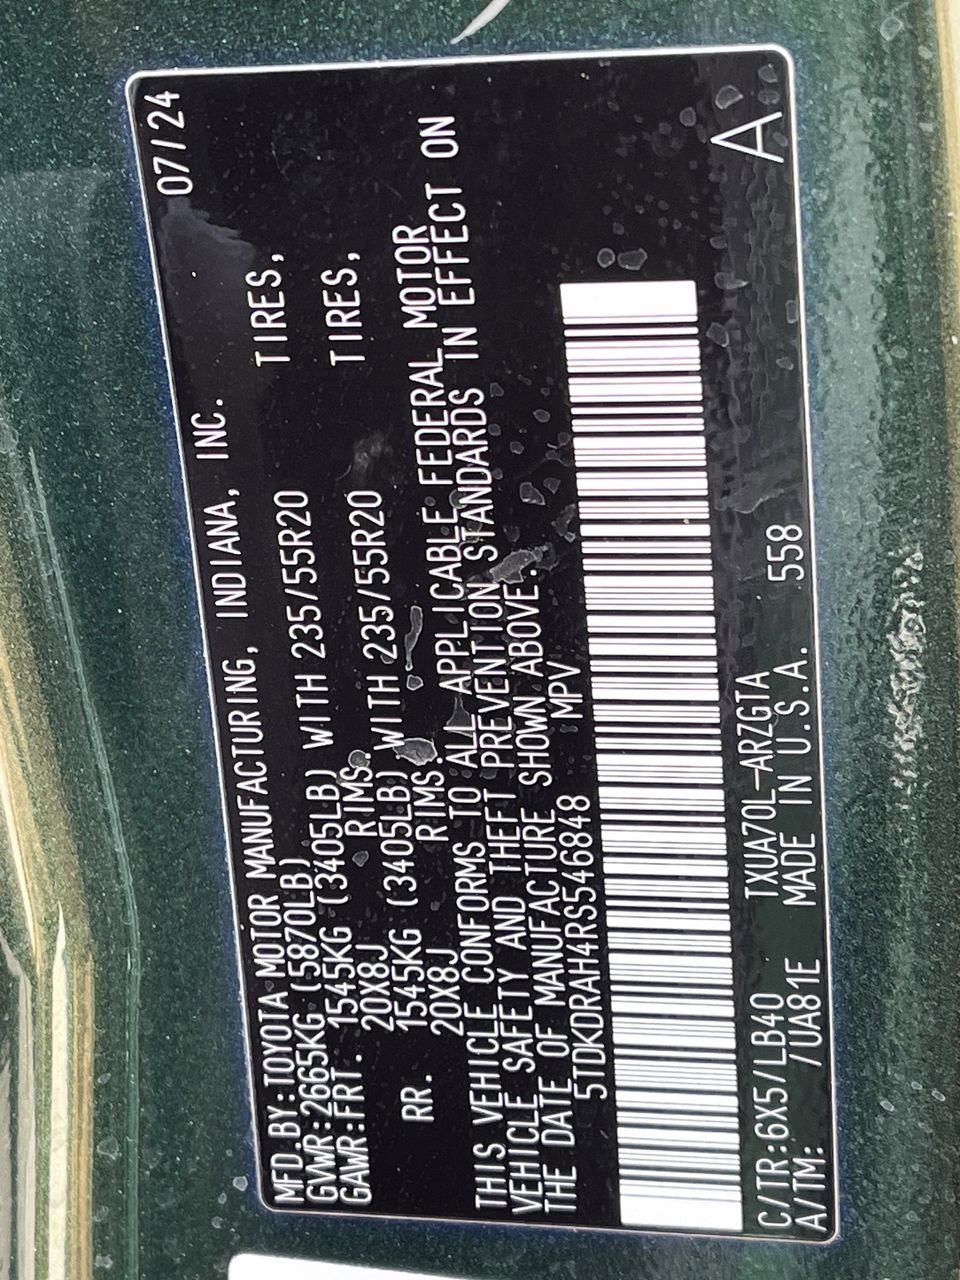 07/24
MFD.BY:TOYOTA MOTOR MANUFACTURING, INDIANA, INC.
GVWR:2665KG (5870LB)
GAWR:FRT. 1545KG (3405LB) WITH 235/55R20 TIRES,
20X8J RIMS.
RR. 1545KG (3405LB) WITH 235/55R20 TIRES,
20X8J RIMS.
THIS VEHICLE CONFORMS TO ALL APPLICABLE FEDERAL MOTOR
VEHICLE SAFETY AND THEFT PREVENTION STANDARDS IN EFFECT ON
THE DATE OF MANUFACTURE SHOWN ABOVE.
5TDKDRAH4RS546848 MPV
A
C/TR:6X5/LB40 TXUA70L-ARZGTA
A/TM: /UA81E MADE IN U.S.A. 558